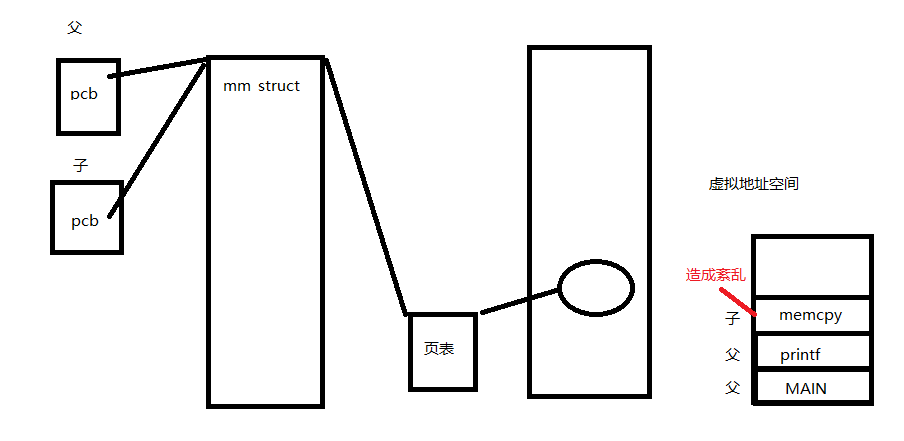 父
pcb
子
pcb
mm struct
页表
虚拟地址空间
造成紊乱
子 memcpy
父 printf
父 MAIN